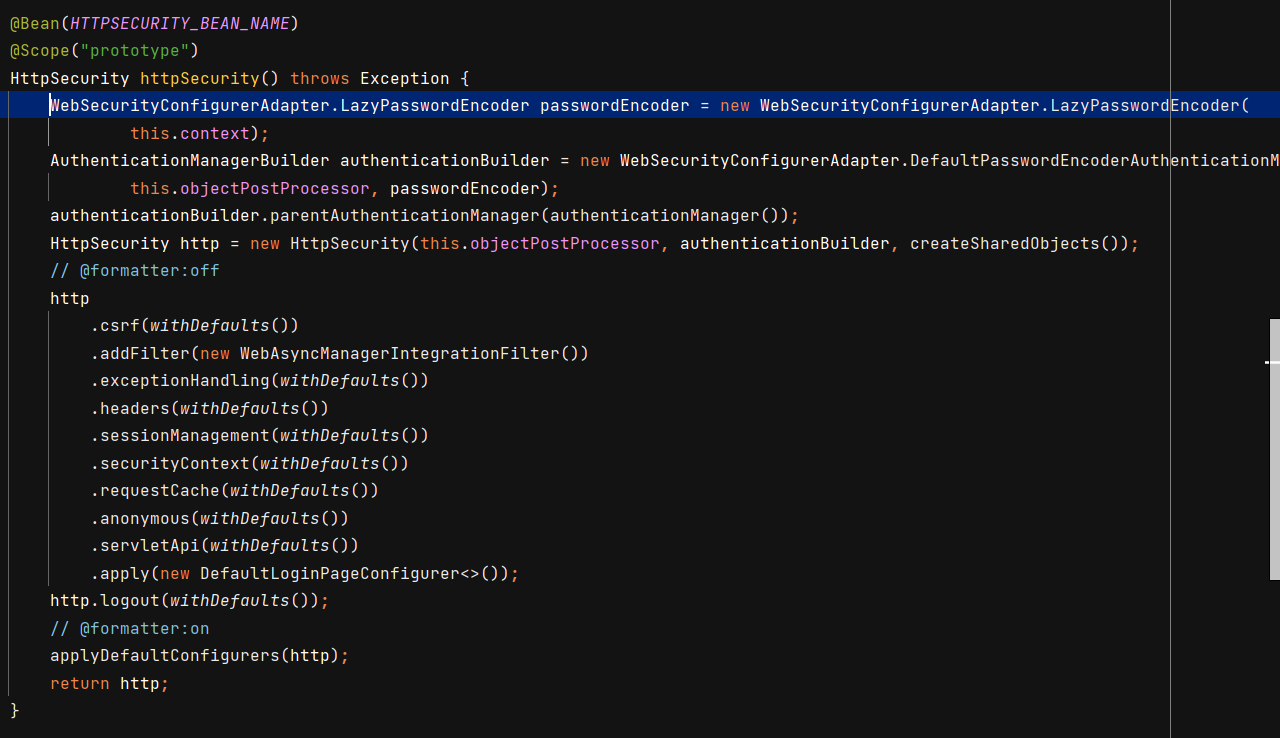 @Bean(HTTPSECURITY_BEAN_NAME)
@Scope("prototype")
HttpSecurity httpSecurity() throws Exception {
    WebSecurityConfigurerAdapter.LazyPasswordEncoder passwordEncoder = new WebSecurityConfigurerAdapter.LazyPasswordEncoder(
            this.context);
    AuthenticationManagerBuilder authenticationBuilder = new WebSecurityConfigurerAdapter.DefaultPasswordEncoderAuthenticationM
            this.objectPostProcessor, passwordEncoder);
    authenticationBuilder.parentAuthenticationManager(authenticationManager());
    HttpSecurity http = new HttpSecurity(this.objectPostProcessor, authenticationBuilder, createSharedObjects());
    // @formatter:off
    http
        .csrf(withDefaults())
        .addFilter(new WebAsyncManagerIntegrationFilter())
        .exceptionHandling(withDefaults())
        .headers(withDefaults())
        .sessionManagement(withDefaults())
        .securityContext(withDefaults())
        .requestCache(withDefaults())
        .anonymous(withDefaults())
        .servletApi(withDefaults())
        .apply(new DefaultLoginPageConfigurer<>());
    http.logout(withDefaults());
    // @formatter:on
    applyDefaultConfigurers(http);
    return http;
}